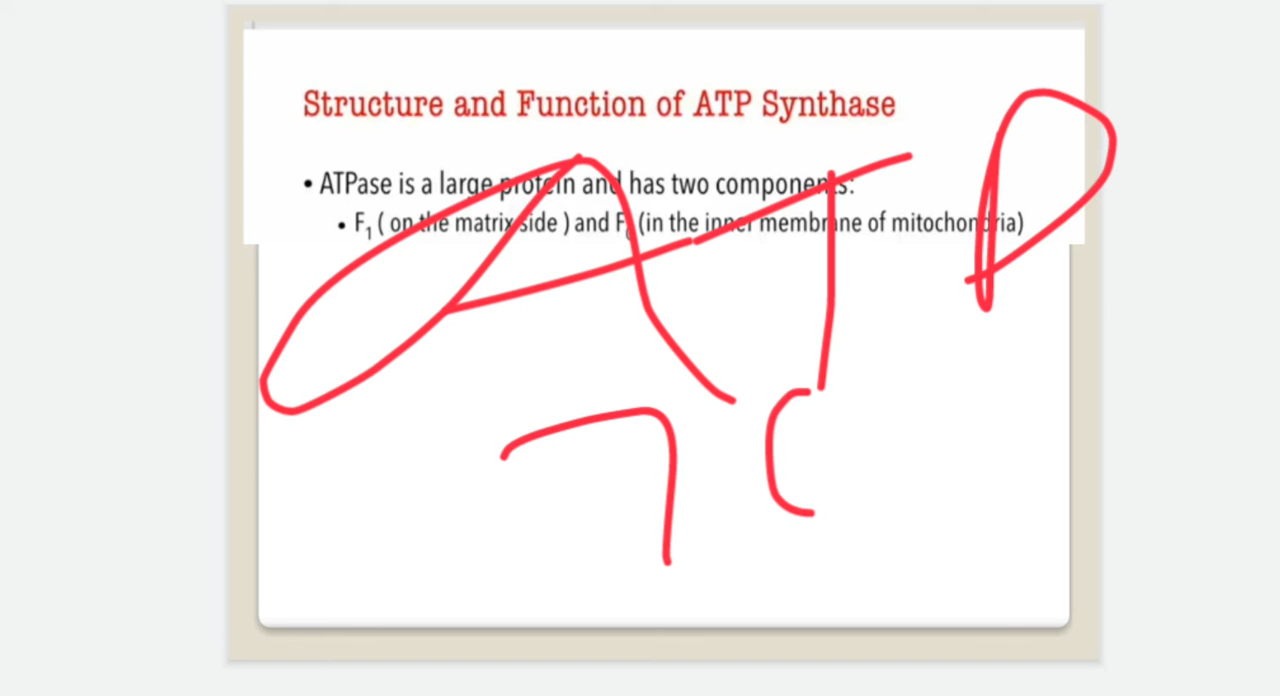 Structure and Function of ATP Synthase
• ATPase is a large protein and has two components:
• F₁ ( on the matrix side ) and F₀ (in the inner membrane of mitochondria)
ATP